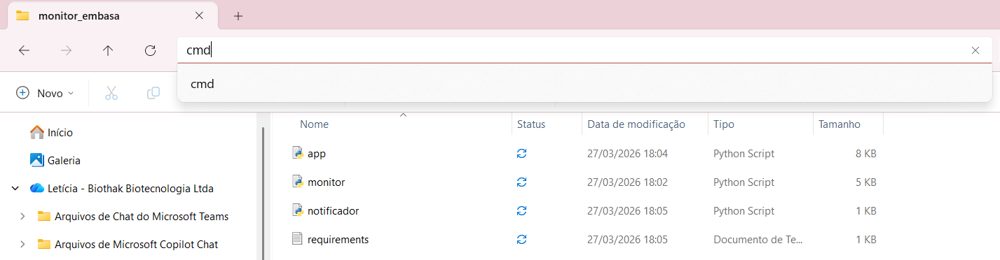 monitor_embasa
cmd
cmd
Novo
Nome Status Data de modificação Tipo Tamanho
Início
app 27/03/2026 18:04 Python Script 8 KB
Galeria
monitor 27/03/2026 18:02 Python Script 5 KB
Letícia - Biothak Biotecnologia Ltda
notificador 27/03/2026 18:05 Python Script 1 KB
Arquivos de Chat do Microsoft Teams
requirements 27/03/2026 18:05 Documento de Te... 1 KB
Arquivos de Microsoft Copilot Chat